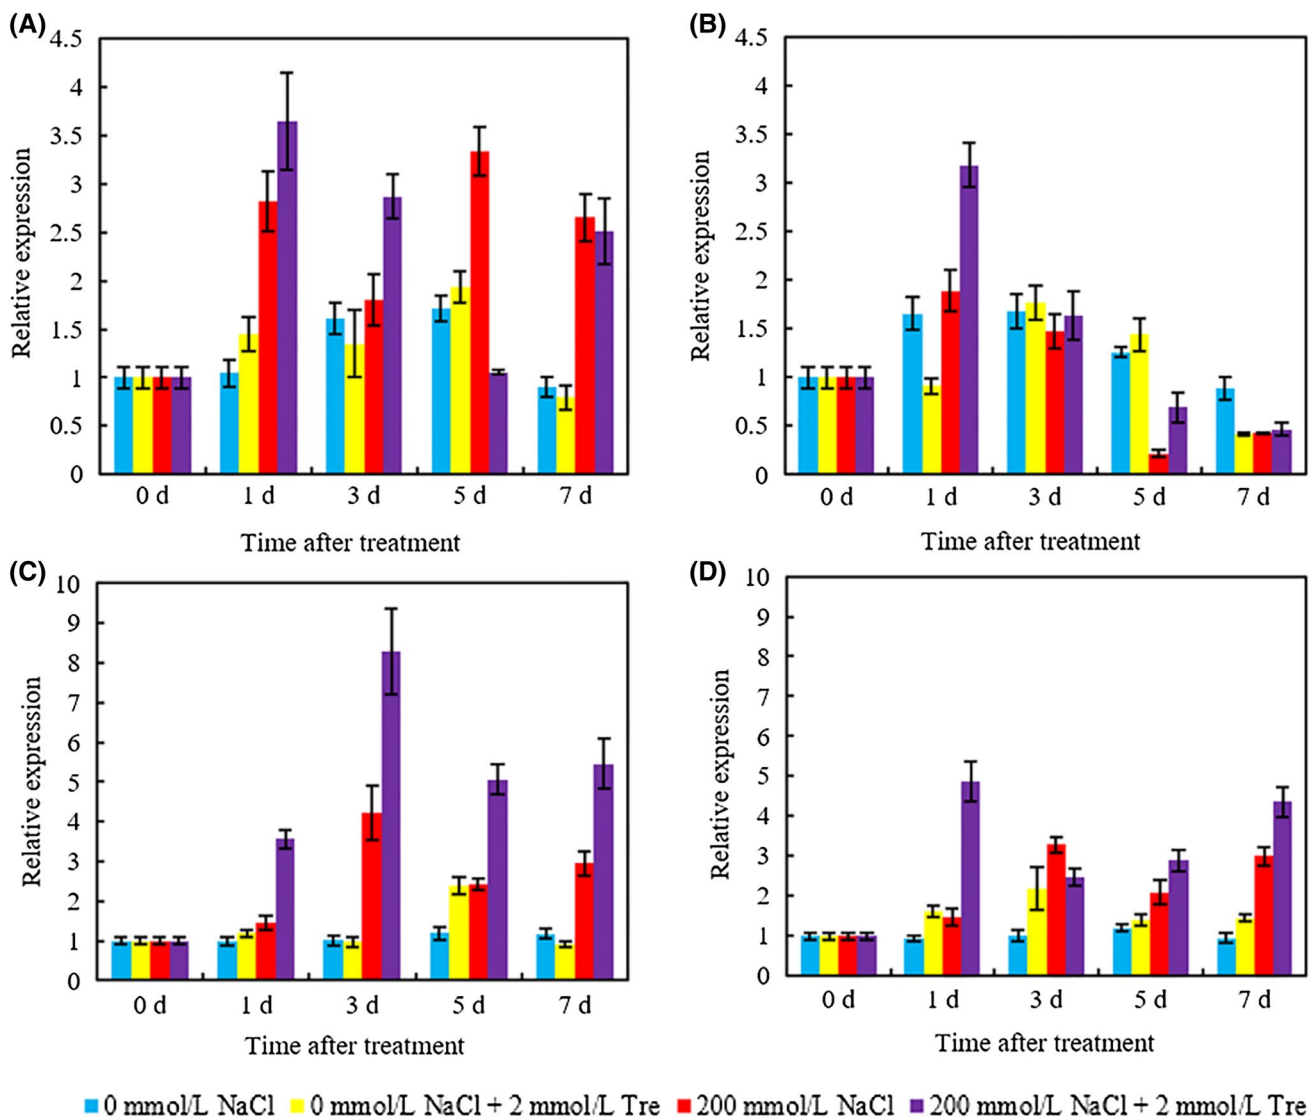 (A)
4.5
4
3.5
3
2.5
2
1.5
1
0.5
0
Relative expression
0 d 1 d 3 d 5 d 7 d
Time after treatment
(B)
4.5
4
3.5
3
2.5
2
1.5
1
0.5
0
Relative expression
0 d 1 d 3 d 5 d 7 d
Time after treatment
(C)
10
9
8
7
6
5
4
3
2
1
0
Relative expression
0 d 1 d 3 d 5 d 7 d
Time after treatment
(D)
10
9
8
7
6
5
4
3
2
1
0
Relative expression
0 d 1 d 3 d 5 d 7 d
Time after treatment
0 mmol/L NaCl 0 mmol/L NaCl + 2 mmol/L Tre 200 mmol/L NaCl 200 mmol/L NaCl + 2 mmol/L Tre